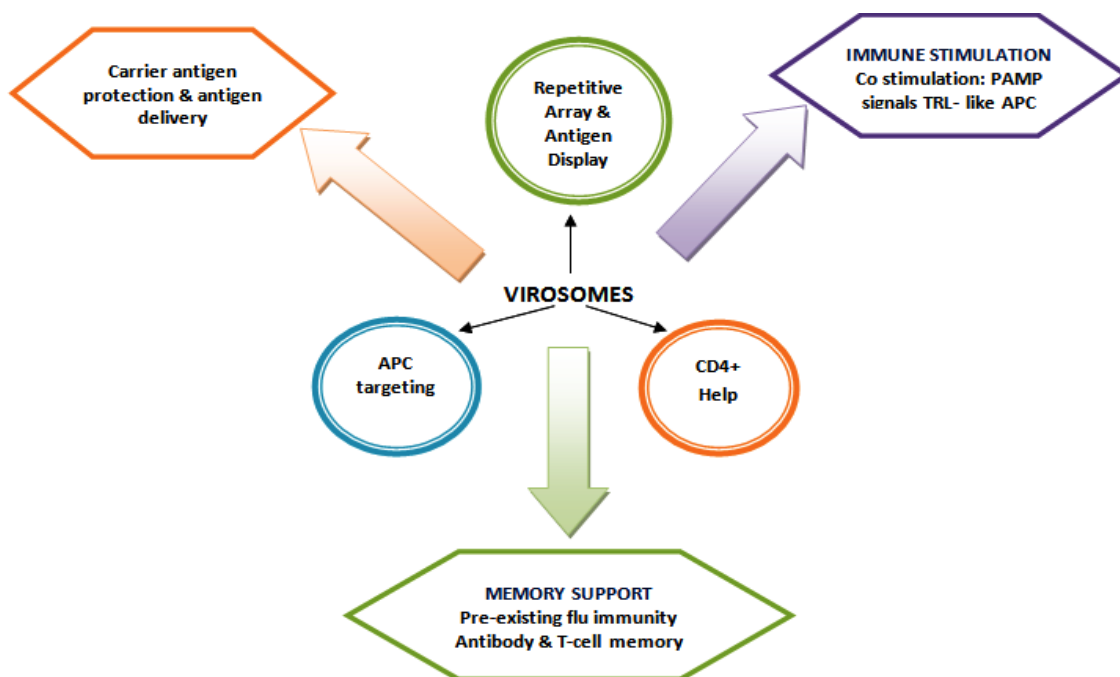 Carrier antigen
protection & antigen
delivery
Repetitive
Array &
Antigen
Display
IMMUNE STIMULATION
Co stimulation: PAMP
signals TRL- like APC
VIROSOMES
APC
targeting
CD4+
Help
MEMORY SUPPORT
Pre-existing flu immunity
Antibody & T-cell memory